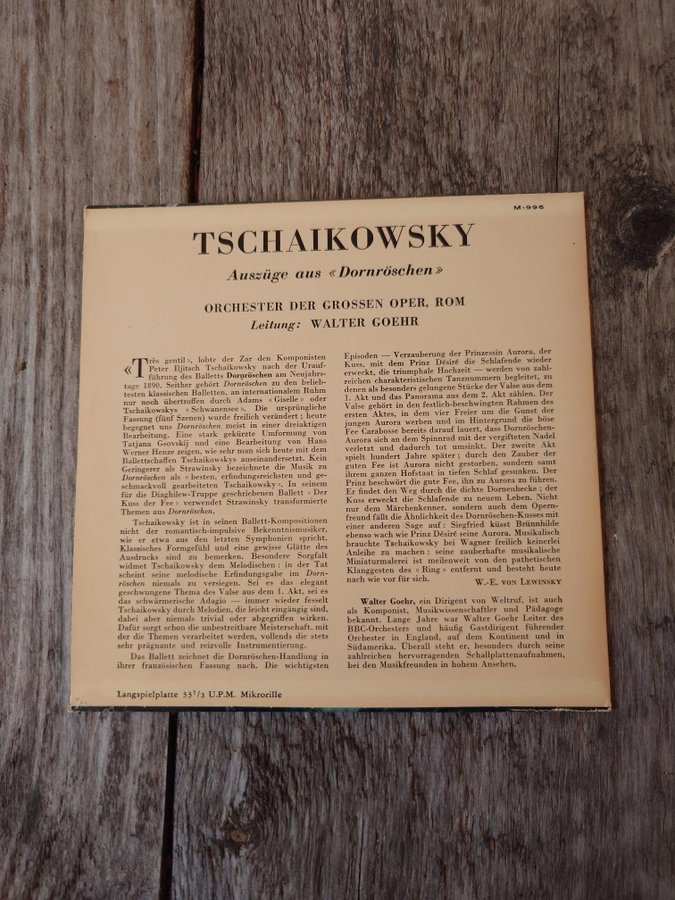 M-996
TSCHAIKOWSKY
Auszüge aus «Dornröschen»
ORCHESTER DER GROSSEN OPER, ROM
Leitung: WALTER GOEHR
«Très gentil», lobte der Zar den Komponisten
Peter Iljitsch Tschaikowsky nach der Urauf-
führung des Balletts Dornröschen am Neujahrs-
tage 1890. Seither gehört Dornröschen zu den belieb-
testen klassischen Balletten, an internationalem Ruhm
nur noch übertroffen durch Adams «Giselle» oder
Tschaikowskys «Schwanensee». Die ursprüngliche
Fassung (fünf Szenen) wurde freilich verändert; heute
begegnet uns Dornröschen meist in einer dreiaktigen
Bearbeitung. Eine stark gekürzte Umformung von
Tatjana Gsovskij und eine Bearbeitung von Hans
Werner Henze zeigen, wie sehr man sich heute mit dem
Ballettschaffen Tschaikowskys auseinandersetzt. Kein
Geringerer als Strawinsky bezeichnete die Musik zu
Dornröschen als «besten, erfindungsreichsten und ge-
schmackvoll gearbeiteten Tschaikowsky». In seinem
für die Diaghilew-Truppe geschriebenen Ballett «Der
Kuss der Fee» verwendet Strawinsky transformierte
Themen aus Dornröschen.
Tschaikowsky ist in seinen Ballett-Kompositionen
nicht der romantisch-impulsive Bekenntnismusiker,
wie er etwa aus den letzten Symphonien spricht.
Klassisches Formgefühl und eine gewisse Glätte des
Ausdrucks sind zu bemerken. Besondere Sorgfalt
widmet Tschaikowsky dem Melodischen: in der Tat
scheint seine melodische Erfindungsgabe im Dorn-
röschen niemals zu versiegen. Sei es das elegant
geschwungene Thema des Valse aus dem 1. Akt, sei es
das schwärmerische Adagio — immer wieder fesselt
Tschaikowsky durch Melodien, die leicht eingängig sind,
dabei aber niemals trivial oder abgegriffen wirken.
Dafür sorgt schon die unbestreitbare Meisterschaft, mit
der die Themen verarbeitet werden, vollends die stets
sehr prägnante und reizvolle Instrumentierung.
Das Ballett zeichnet die Dornröschen-Handlung in
ihrer französischen Fassung nach. Die wichtigsten
Episoden — Verzauberung der Prinzessin Aurora, der
Kuss, mit dem Prinz Désiré die Schlafende wieder
erweckt, die triumphale Hochzeit — werden von zahl-
reichen charakteristischen Tanznummern begleitet, zu
denen als besonders gelungene Stücke der Valse aus dem
1. Akt und das Panorama aus dem 2. Akt zählen. Der
Valse gehört in den festlich-beschwingten Rahmen des
ersten Aktes, in dem vier Freier um die Gunst der
jungen Aurora werben und im Hintergrund die böse
Fee Carabosse bereits darauf lauert, dass Dornröschen-
Aurora sich an dem Spinnrad mit der vergifteten Nadel
verletzt und dadurch tot umsinkt. Der zweite Akt
spielt hundert Jahre später; durch den Zauber der
guten Fee ist Aurora nicht gestorben, sondern samt
ihrem ganzen Hofstaat in tiefen Schlaf gesunken. Der
Prinz beschwört die gute Fee, ihn zu Aurora zu führen.
Er findet den Weg durch die dichte Dornenhecke; der
Kuss erweckt die Schlafende zu neuem Leben. Nicht
nur dem Märchenkenner, sondern auch dem Opern-
freund fällt die Ähnlichkeit des Dornröschen-Kusses mit
einer anderen Sage auf: Siegfried küsst Brünnhilde
ebenso wach wie Prinz Désiré seine Aurora. Musikalisch
brauchte Tschaikowsky bei Wagner freilich keinerlei
Anleihe zu machen: seine zauberhafte musikalische
Miniaturmalerei ist meilenweit von den pathetischen
Klanggesten des «Ring» entfernt und besteht heute
nach wie vor für sich.
W.-E. VON LEWINSKY
Walter Goehr, ein Dirigent von Weltruf, ist auch
als Komponist, Musikwissenschaftler und Pädagoge
bekannt. Lange Jahre war Walter Goehr Leiter des
BBC-Orchesters und häufig Gastdirigent führender
Orchester in England, auf dem Kontinent und in
Südamerika. Überall steht er, besonders durch seine
zahlreichen hervorragenden Schallplattenaufnahmen,
bei den Musikfreunden in hohem Ansehen.
Langspielplatte 33¹/₃ U.P.M. Mikrorille